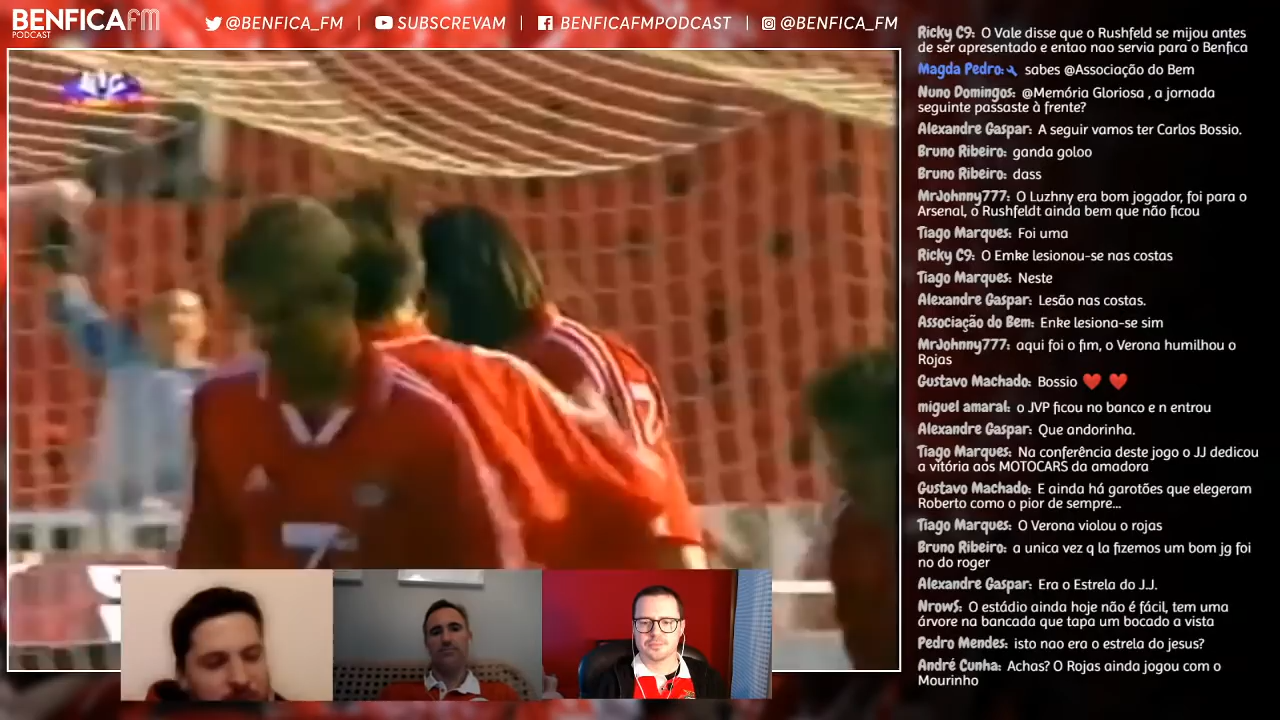 BENFICAFM
PODCAST
@BENFICA_FM | SUBSCREVAM | BENFICAFMPODCAST | @BENFICA_FM
SIC
7
Ricky C9: O Vale disse que o Rushfeld se mijou antes
de ser apresentado e entao nao servia para o Benfica
Magda Pedro: sabes @Associação do Bem
Nuno Domingos: @Memória Gloriosa , a jornada
seguinte passaste à frente?
Alexandre Gaspar: A seguir vamos ter Carlos Bossio.
Bruno Ribeiro: ganda goloo
Bruno Ribeiro: dass
MrJohnny777: O Luzhny era bom jogador, foi para o
Arsenal, o Rushfeldt ainda bem que não ficou
Tiago Marques: Foi uma
Ricky C9: O Emke lesionou-se nas costas
Tiago Marques: Neste
Alexandre Gaspar: Lesão nas costas.
Associação do Bem: Enke lesiona-se sim
MrJohnny777: aqui foi o fim, o Verona humilhou o
Rojas
Gustavo Machado: Bossio ❤️ ❤️
miguel amaral: o JVP ficou no banco e n entrou
Alexandre Gaspar: Que andorinha.
Tiago Marques: Na conferência deste jogo o JJ dedicou
a vitória aos MOTOCARS da amadora
Gustavo Machado: E ainda há garotões que elegeram
Roberto como o pior de sempre...
Tiago Marques: O Verona violou o rojas
Bruno Ribeiro: a unica vez q la fizemos um bom jg foi
no do roger
Alexandre Gaspar: Era o Estrela do J.J.
NrowS: O estádio ainda hoje não é fácil, tem uma
árvore na bancada que tapa um bocado a vista
Pedro Mendes: isto nao era o estrela do jesus?
André Cunha: Achas? O Rojas ainda jogou com o
Mourinho